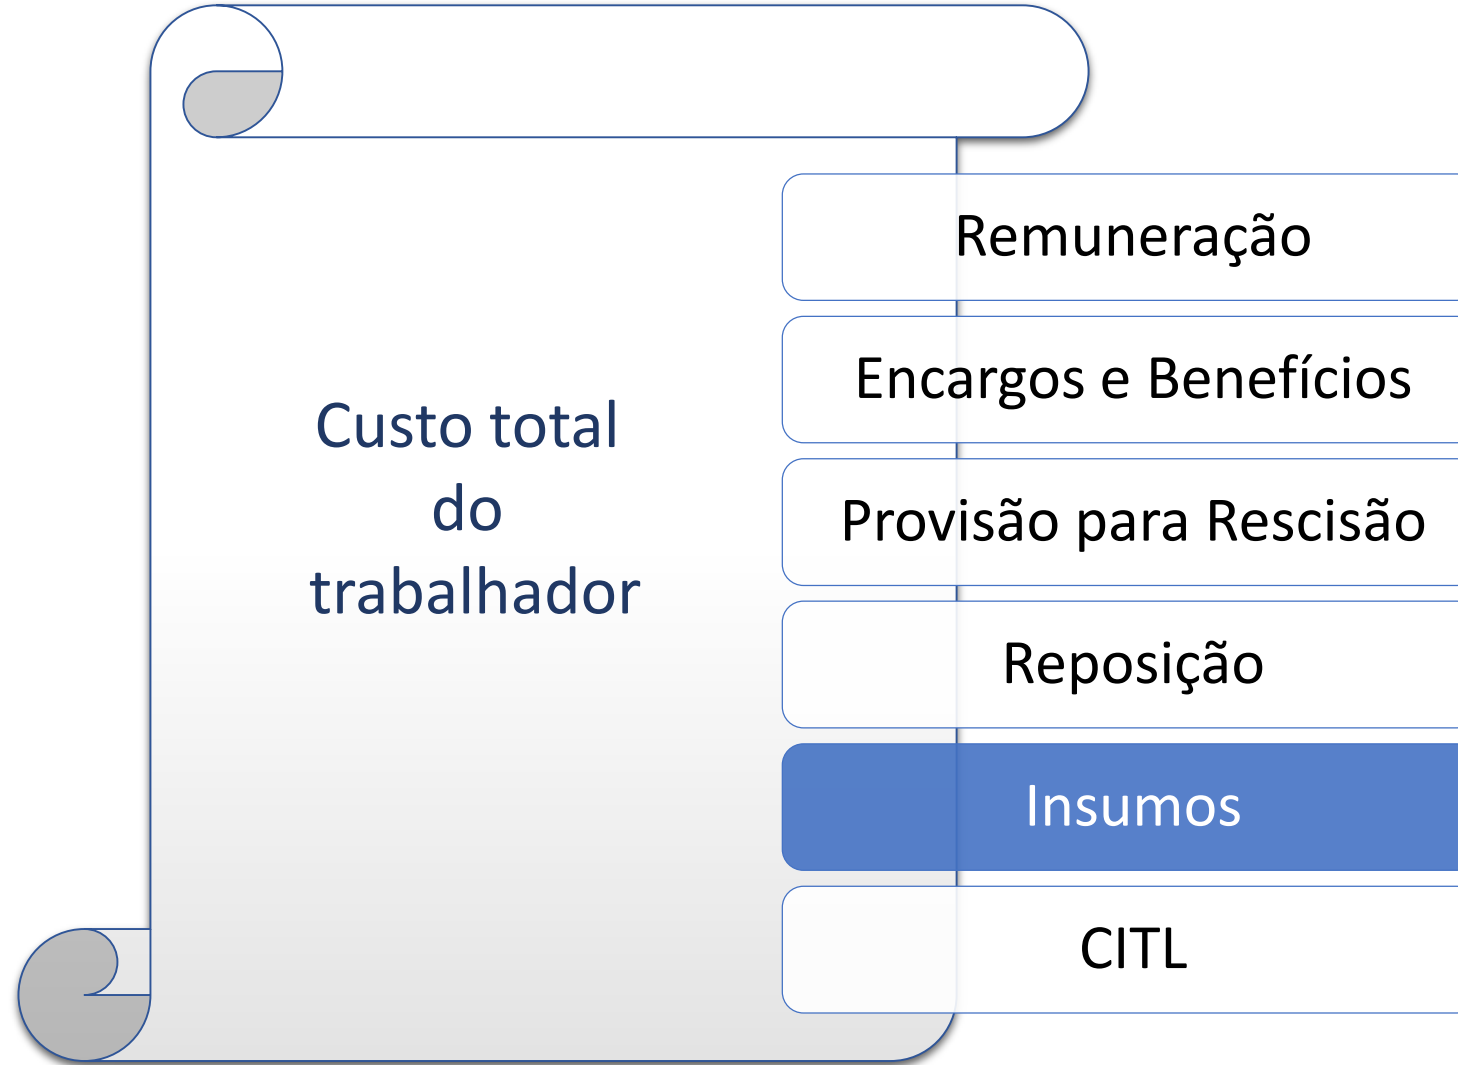 Custo total
do
trabalhador
Remuneração
Encargos e Benefícios
Provisão para Rescisão
Reposição
Insumos
CITL